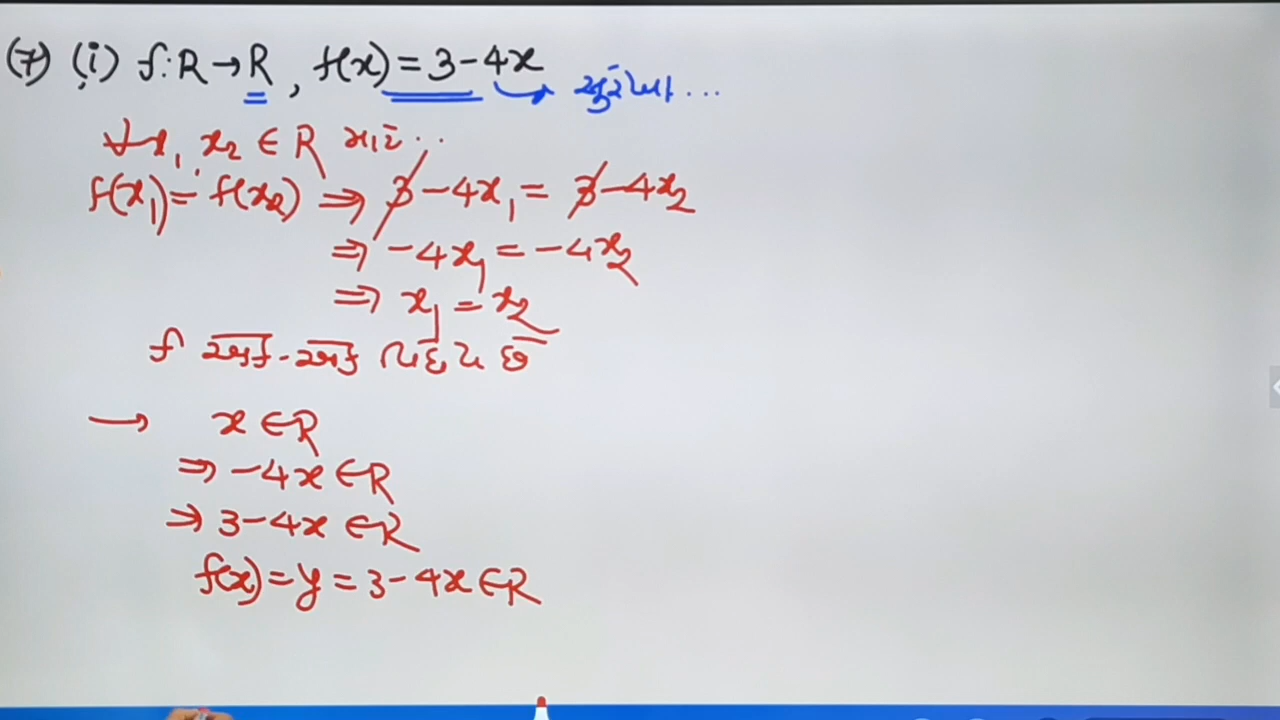 (7) (i) f: R → R, f(x) = 3 - 4x → સુરેખ...
∀ x₁, x₂ ∈ R માટે..
f(x₁) = f(x₂) ⇒ 3 - 4x₁ = 3 - 4x₂
⇒ -4x₁ = -4x₂
⇒ x₁ = x₂
f એક-એક વિધેય છે
→ x ∈ R
⇒ -4x ∈ R
⇒ 3 - 4x ∈ R
f(x) = y = 3 - 4x ∈ R